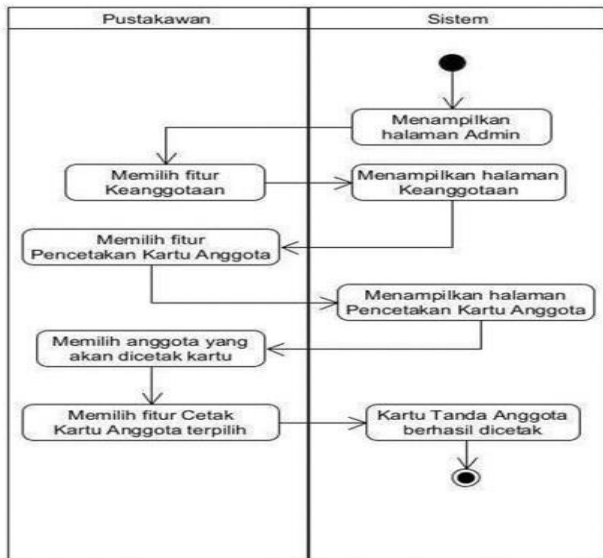 Pustakawan
Sistem
Menampilkan
halaman Admin
Memilih fitur
Keanggotaan
Menampilkan halaman
Keanggotaan
Memilih fitur
Pencetakan Kartu Anggota
Menampilkan halaman
Pencetakan Kartu Anggota
Memilih anggota yang
akan dicetak kartu
Memilih fitur Cetak
Kartu Anggota terpilih
Kartu Tanda Anggota
berhasil dicetak